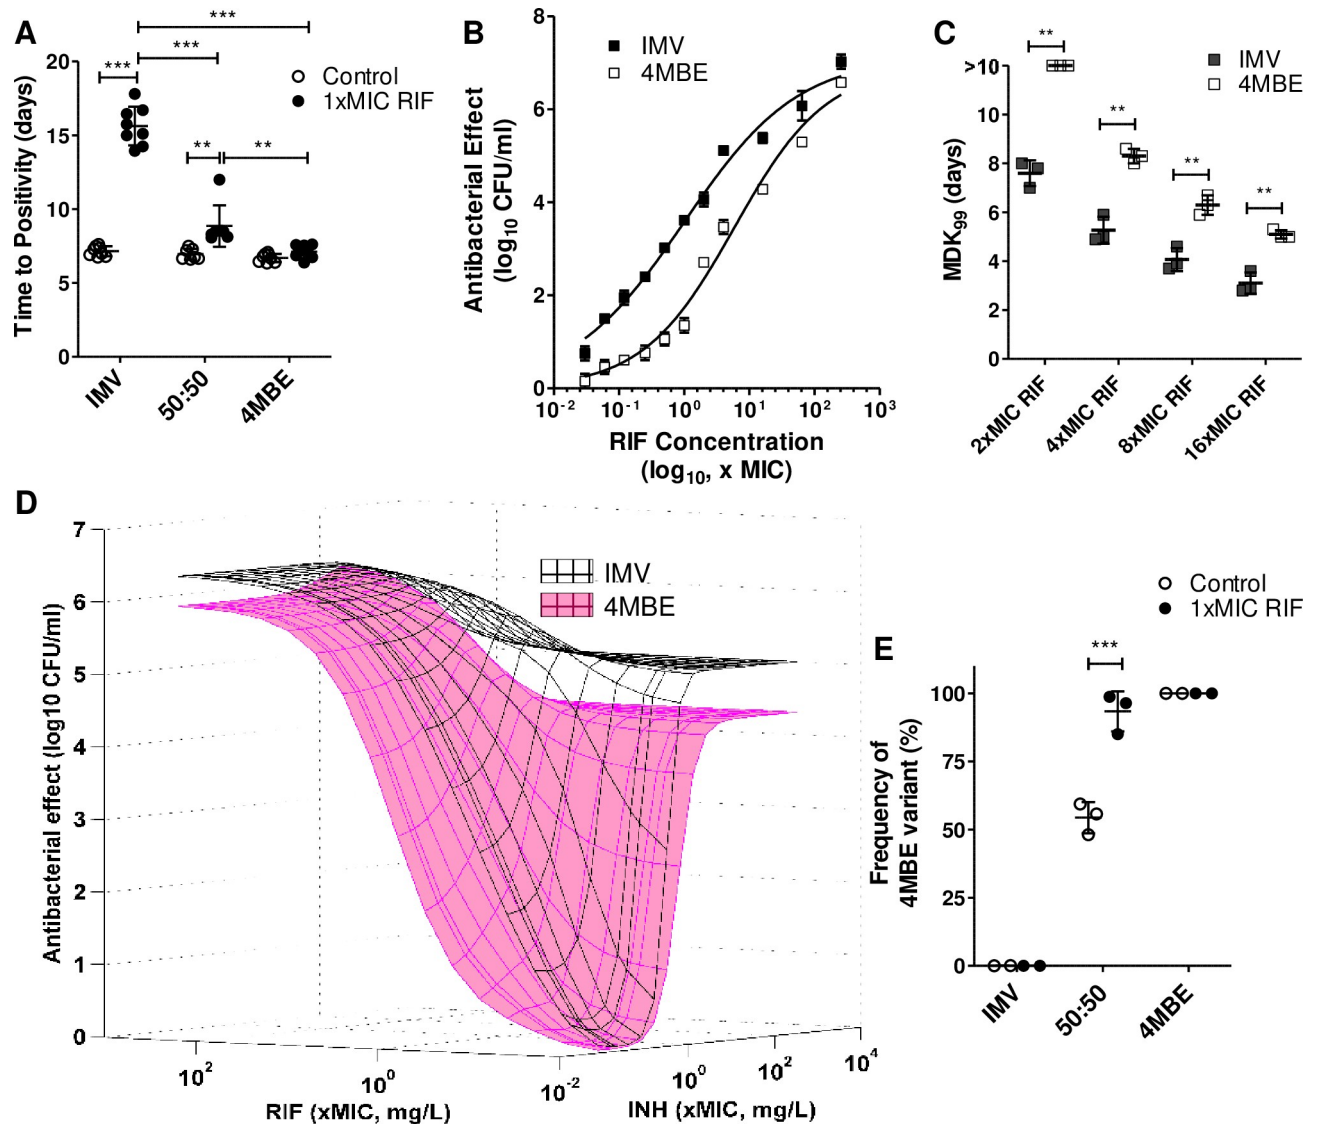 A
***
***
***
**
**
Control
1xMIC RIF
Time to Positivity (days)
20
15
10
5
0
IMV
50:50
4MBE
B
IMV
4MBE
Antibacterial Effect
(log10 CFU/ml)
8
6
4
2
0
10-2
10-1
100
101
102
103
RIF Concentration
(log10, x MIC)
C
**
**
**
**
IMV
4MBE
MDK99 (days)
>10
10
8
6
4
2
0
2xMIC RIF
4xMIC RIF
8xMIC RIF
16xMIC RIF
D
IMV
4MBE
Antibacterial effect (log10 CFU/ml)
7
6
5
4
3
2
1
0
102
100
10-2
100
102
104
RIF (xMIC, mg/L)
INH (xMIC, mg/L)
E
Control
1xMIC RIF
***
Frequency of
4MBE variant (%)
100
75
50
25
0
IMV
50:50
4MBE